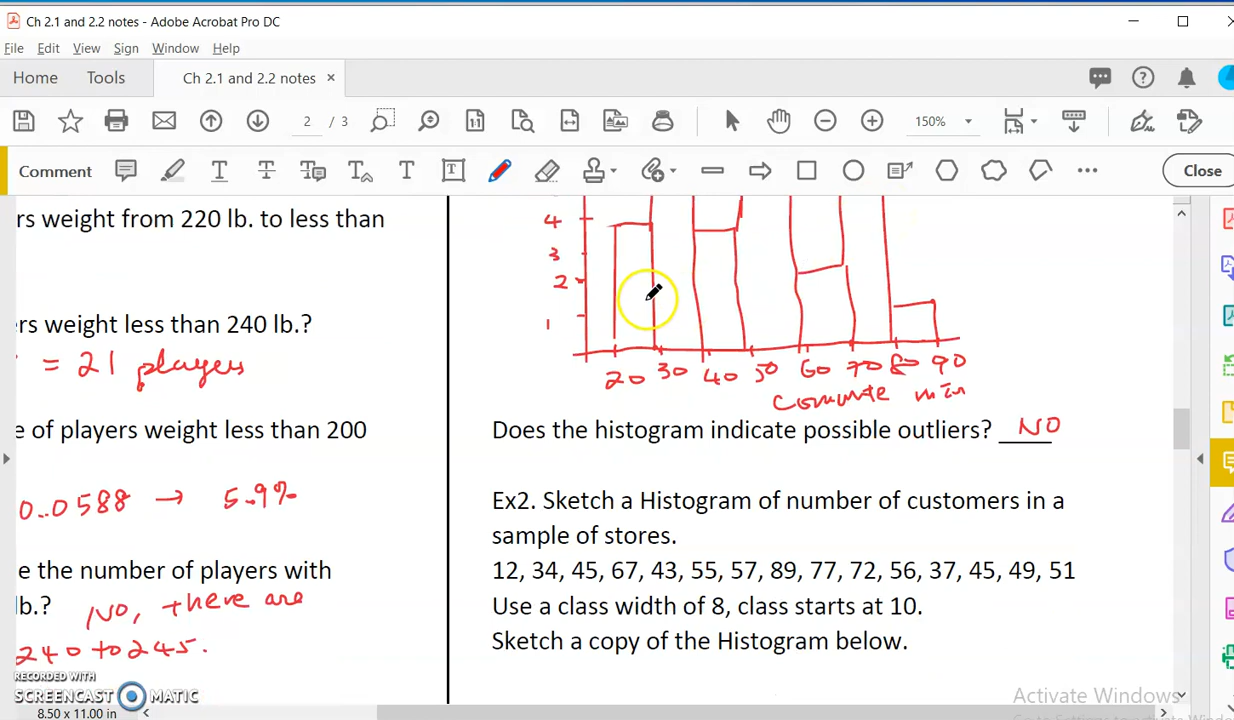 Ch 2.1 and 2.2 notes - Adobe Acrobat Pro DC
File Edit View Sign Window Help
Home Tools Ch 2.1 and 2.2 notes ×
2 / 3 150%
Comment Close
rs weight from 220 lb. to less than
rs weight less than 240 lb.?
= 21 players
e of players weight less than 200
0.0588 → 5.9%
e the number of players with
lb.? NO, there are
240 to 245.
4
3
2
1
20 30 40 50 60 70 80 90
Commute min
Does the histogram indicate possible outliers? NO
Ex2. Sketch a Histogram of number of customers in a
sample of stores.
12, 34, 45, 67, 43, 55, 57, 89, 77, 72, 56, 37, 45, 49, 51
Use a class width of 8, class starts at 10.
Sketch a copy of the Histogram below.
RECORDED WITH
SCREENCAST MATIC
8.50 x 11.00 in
Activate Windows